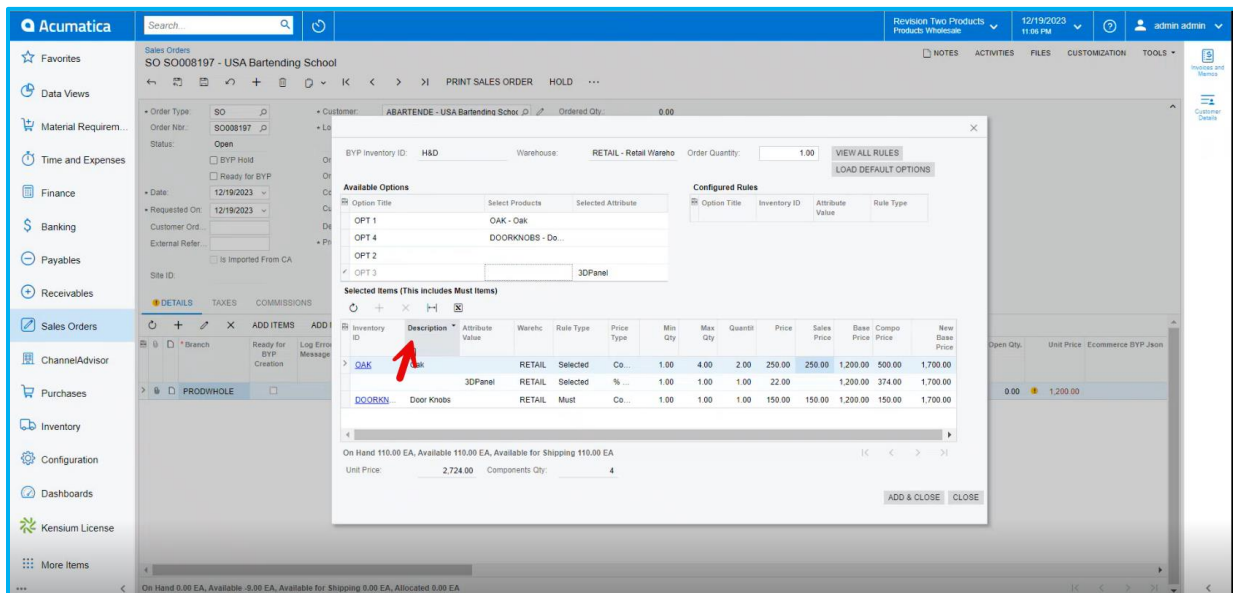 Acumatica
Search...
Revision Two Products
Products Wholesale
12/19/2023
11:06 PM
admin admin
Favorites
Data Views
Material Requirem...
Time and Expenses
Finance
Banking
Payables
Receivables
Sales Orders
ChannelAdvisor
Purchases
Inventory
Configuration
Dashboards
Kensium License
More Items
Sales Orders
SO SO008197 - USA Bartending School
NOTES ACTIVITIES FILES CUSTOMIZATION TOOLS
PRINT SALES ORDER HOLD ...
Invoices and Memos
Customer Details
Order Type: SO Customer: ABARTENDE - USA Bartending Schoo Ordered Qty.: 0.00
Order Nbr.: SO008197 Lo
Status: Open
BYP Hold Or
Ready for BYP Or
Date: 12/19/2023 Co
Requested On: 12/19/2023 Cu
Customer Ord... De
External Refer... Pr
Is Imported From CA
Site ID:
DETAILS TAXES COMMISSIONS
ADD ITEMS ADD I
Branch Ready for BYP Creation Log Error Message Open Qty. Unit Price Ecommerce BYP Json
PRODWHOLE 0.00 1,200.00
BYP Inventory ID: H&D Warehouse: RETAIL - Retail Wareho Order Quantity: 1.00 VIEW ALL RULES
LOAD DEFAULT OPTIONS
Available Options
Option Title Select Products Selected Attribute
OPT 1 OAK - Oak
OPT 4 DOORKNOBS - Do...
OPT 2
OPT 3 3DPanel
Configured Rules
Option Title Inventory ID Attribute Value Rule Type
Selected Items (This includes Must Items)
Inventory ID Description Attribute Value Warehc Rule Type Price Type Min Qty Max Qty Quantit Price Sales Price Base Price Compo Price New Base Price
OAK Oak RETAIL Selected Co... 1.00 4.00 2.00 250.00 250.00 1,200.00 500.00 1,700.00
3DPanel RETAIL Selected % ... 1.00 1.00 1.00 22.00 1,200.00 374.00 1,700.00
DOORKN... Door Knobs RETAIL Must Co... 1.00 1.00 1.00 150.00 150.00 1,200.00 150.00 1,700.00
On Hand 110.00 EA, Available 110.00 EA, Available for Shipping 110.00 EA
Unit Price: 2,724.00 Components Qty: 4
ADD & CLOSE CLOSE
On Hand 0.00 EA, Available -9.00 EA, Available for Shipping 0.00 EA, Allocated 0.00 EA